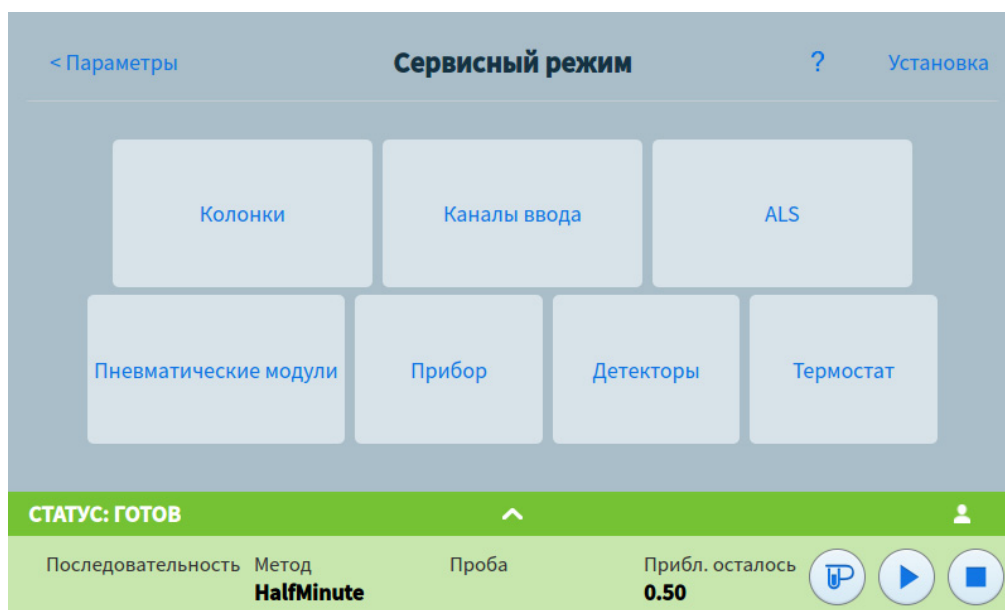 < Параметры Сервисный режим ? Установка
Колонки Каналы ввода ALS
Пневматические модули Прибор Детекторы Термостат
СТАТУС: ГОТОВ
Последовательность Метод Проба Прибл. осталось
HalfMinute 0.50